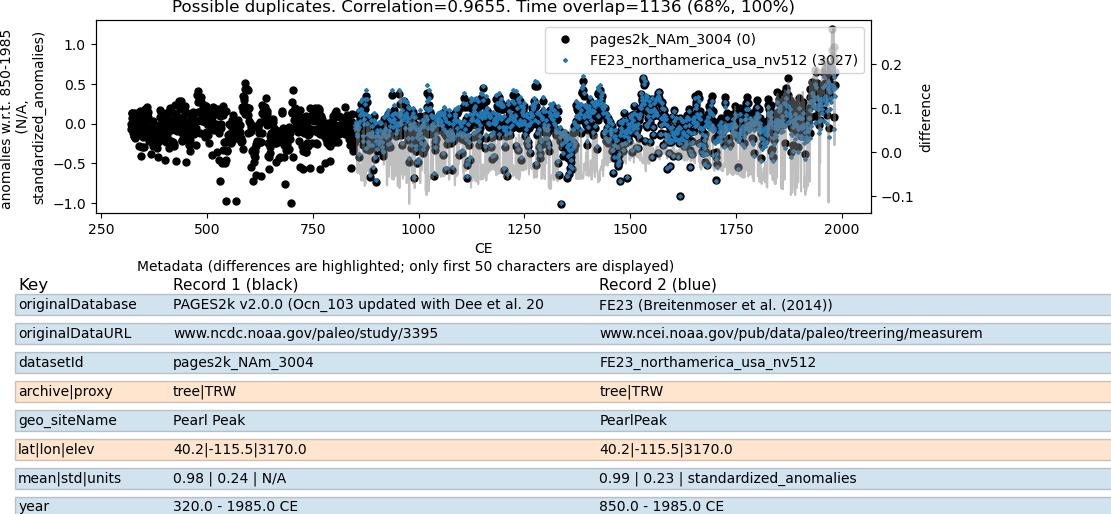 Possible duplicates. Correlation=0.9655. Time overlap=1136 (68%, 100%)
anomalies w.r.t. 850-1985
(N/A,
standardized_anomalies)
1.0
0.5
0.0
−0.5
−1.0
pages2k_NAm_3004 (0)
FE23_northamerica_usa_nv512 (3027)
0.2
0.1
0.0
−0.1
difference
250 500 750 1000 1250 1500 1750 2000
CE
Metadata (differences are highlighted; only first 50 characters are displayed)
Key Record 1 (black) Record 2 (blue)
originalDatabase PAGES2k v2.0.0 (Ocn_103 updated with Dee et al. 20 FE23 (Breitenmoser et al. (2014))
originalDataURL www.ncdc.noaa.gov/paleo/study/3395 www.ncei.noaa.gov/pub/data/paleo/treering/measurem
datasetId pages2k_NAm_3004 FE23_northamerica_usa_nv512
archive|proxy tree|TRW tree|TRW
geo_siteName Pearl Peak PearlPeak
lat|lon|elev 40.2|-115.5|3170.0 40.2|-115.5|3170.0
mean|std|units 0.98 | 0.24 | N/A 0.99 | 0.23 | standardized_anomalies
year 320.0 - 1985.0 CE 850.0 - 1985.0 CE